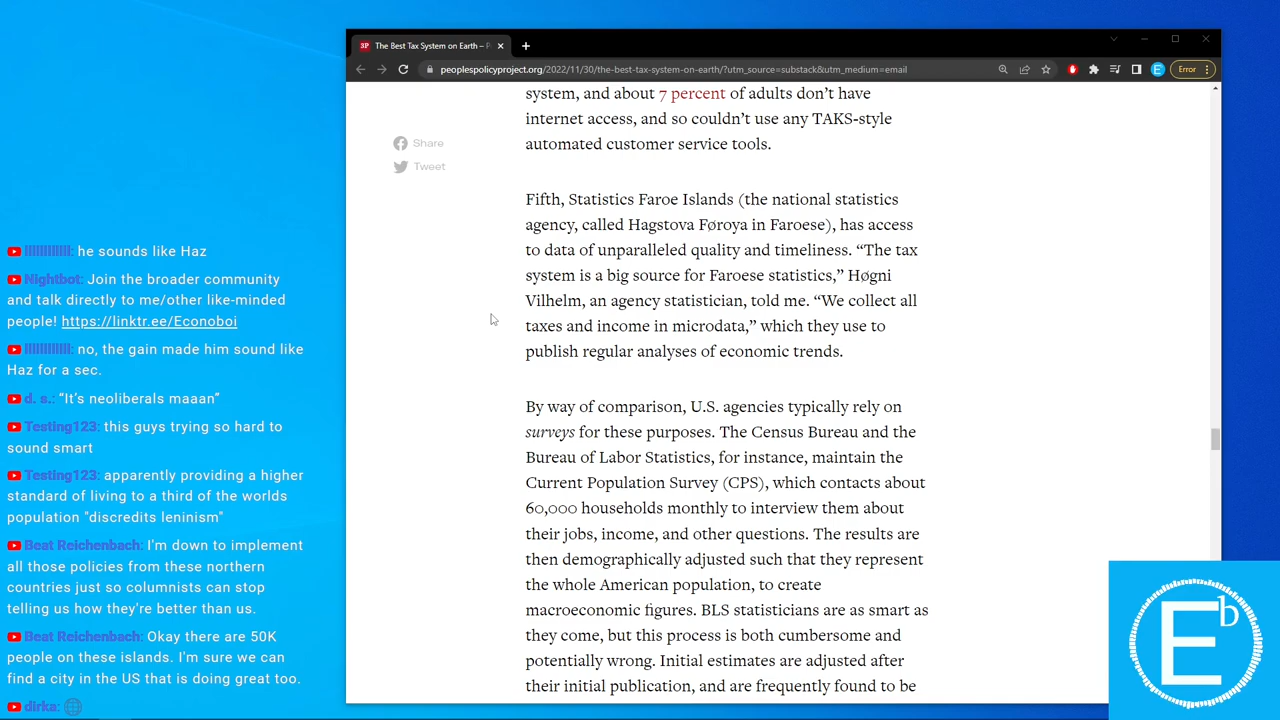 The Best Tax System on Earth – P
peoplespolicyproject.org/2022/11/30/the-best-tax-system-on-earth/?utm_source=substack&utm_medium=email
Error
Share
Tweet
system, and about 7 percent of adults don’t have
internet access, and so couldn’t use any TAKS-style
automated customer service tools.
Fifth, Statistics Faroe Islands (the national statistics
agency, called Hagstova Føroya in Faroese), has access
to data of unparalleled quality and timeliness. “The tax
system is a big source for Faroese statistics,” Høgni
Vilhelm, an agency statistician, told me. “We collect all
taxes and income in microdata,” which they use to
publish regular analyses of economic trends.
By way of comparison, U.S. agencies typically rely on
surveys for these purposes. The Census Bureau and the
Bureau of Labor Statistics, for instance, maintain the
Current Population Survey (CPS), which contacts about
60,000 households monthly to interview them about
their jobs, income, and other questions. The results are
then demographically adjusted such that they represent
the whole American population, to create
macroeconomic figures. BLS statisticians are as smart as
they come, but this process is both cumbersome and
potentially wrong. Initial estimates are adjusted after
their initial publication, and are frequently found to be
he sounds like Haz
Nightbot: Join the broader community
and talk directly to me/other like-minded
people! https://linktr.ee/Econoboi
no, the gain made him sound like
Haz for a sec.
d. s.: “It’s neoliberals maaan”
Testing123: this guys trying so hard to
sound smart
Testing123: apparently providing a higher
standard of living to a third of the worlds
population "discredits leninism"
Beat Reichenbach: I'm down to implement
all those policies from these northern
countries just so columnists can stop
telling us how they're better than us.
Beat Reichenbach: Okay there are 50K
people on these islands. I'm sure we can
find a city in the US that is doing great too.
dirka:
Eb